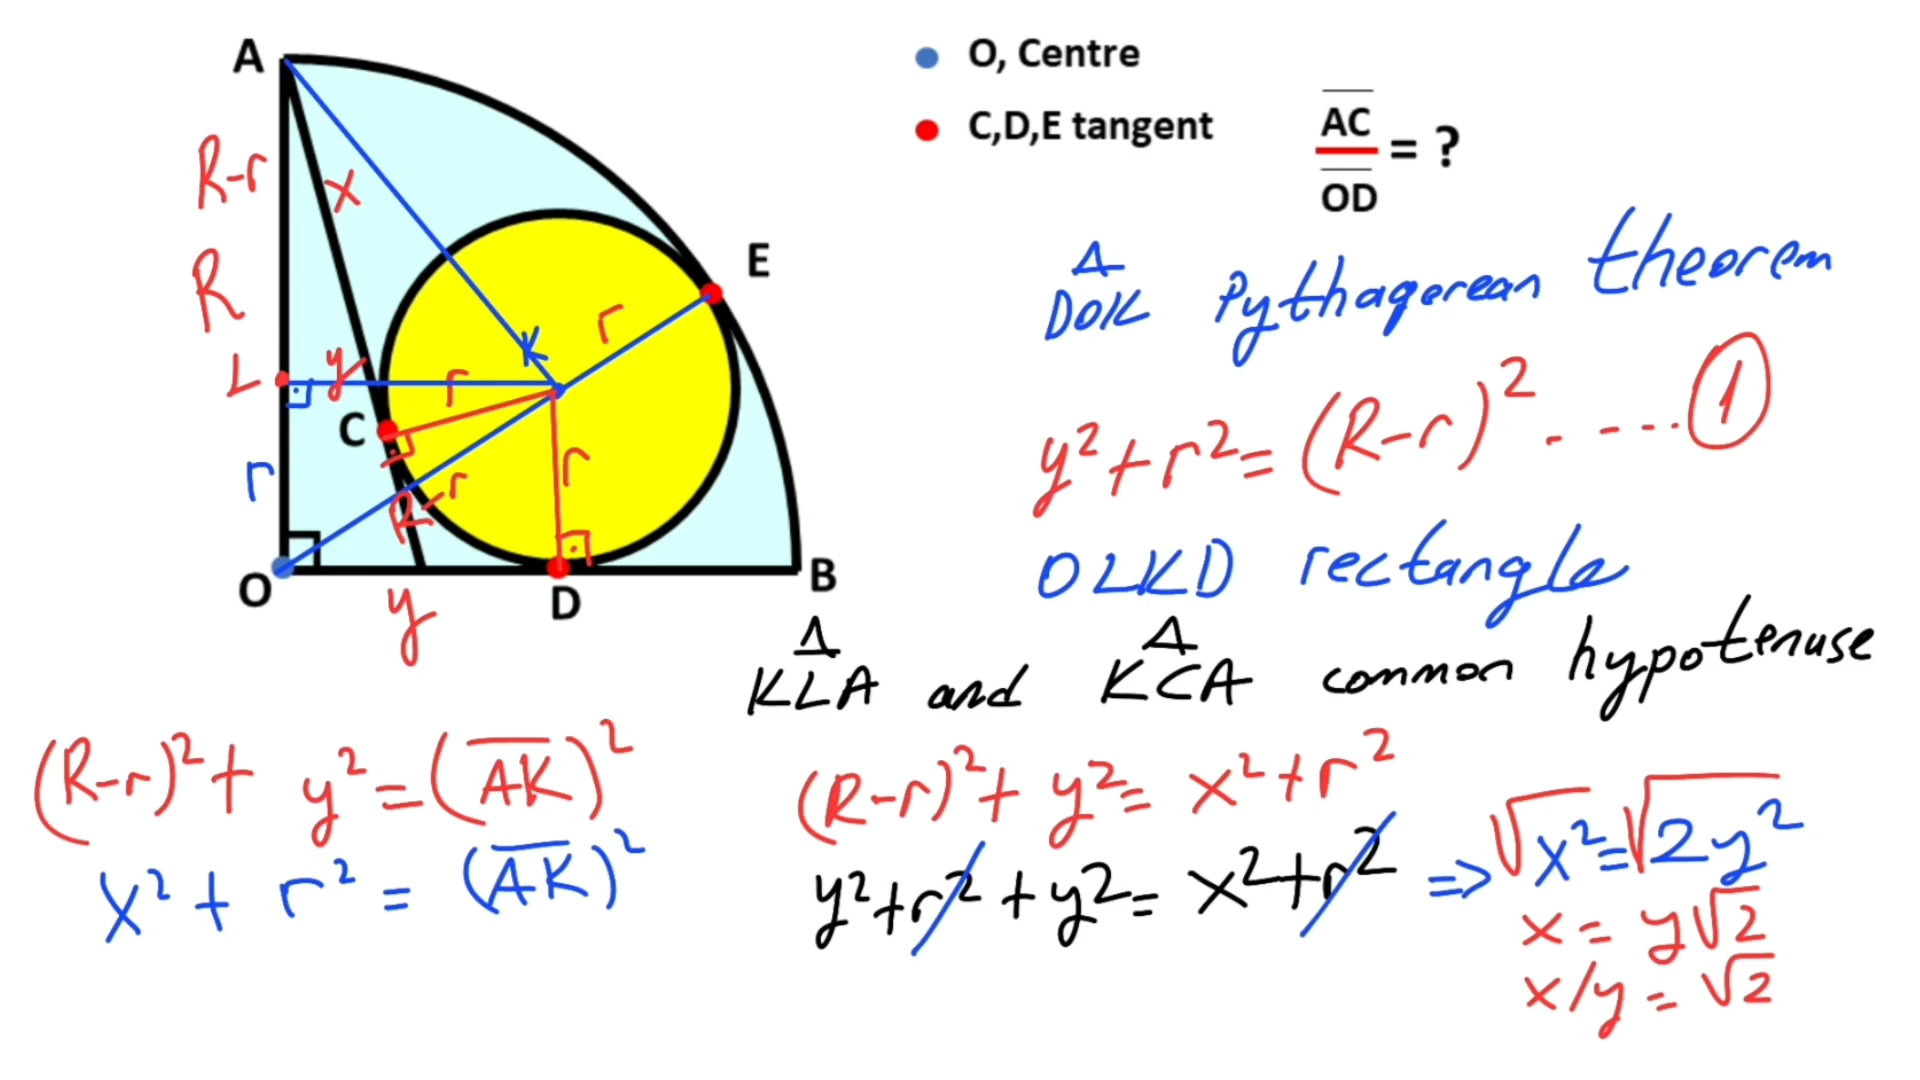 A
O, Centre
C,D,E tangent
AC
OD
= ?
R-r
x
E
R
K
r
L
y
r
C
r
r
R-r
O
D
B
y
DOK Pythagorean theorem
y²+r²=(R-r)² ..... 1
OLKD rectangle
KLA and KCA common hypotenuse
(R-r)²+ y²=(AK)²
x²+ r²= (AK)²
(R-r)²+ y²= x²+r²
y²+r²+y²= x²+r² => √x²=√2y²
x= y√2
x/y= √2